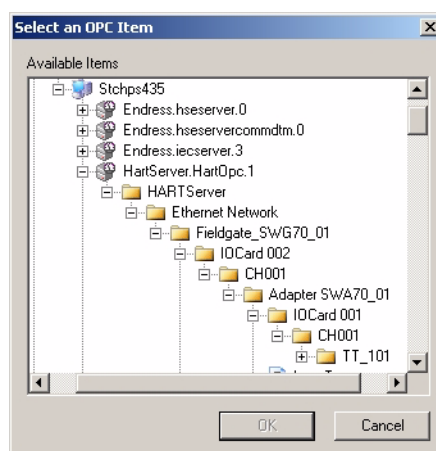 Select an OPC Item
Available Items
Stchps435
Endress.hseserver.0
Endress.hseservercommdtm.0
Endress.iecserver.3
HartServer.HartOpc.1
HARTServer
Ethernet Network
Fieldgate_SWG70_01
IOCard 002
CH001
Adapter SWA70_01
IOCard 001
CH001
TT_101
OK
Cancel